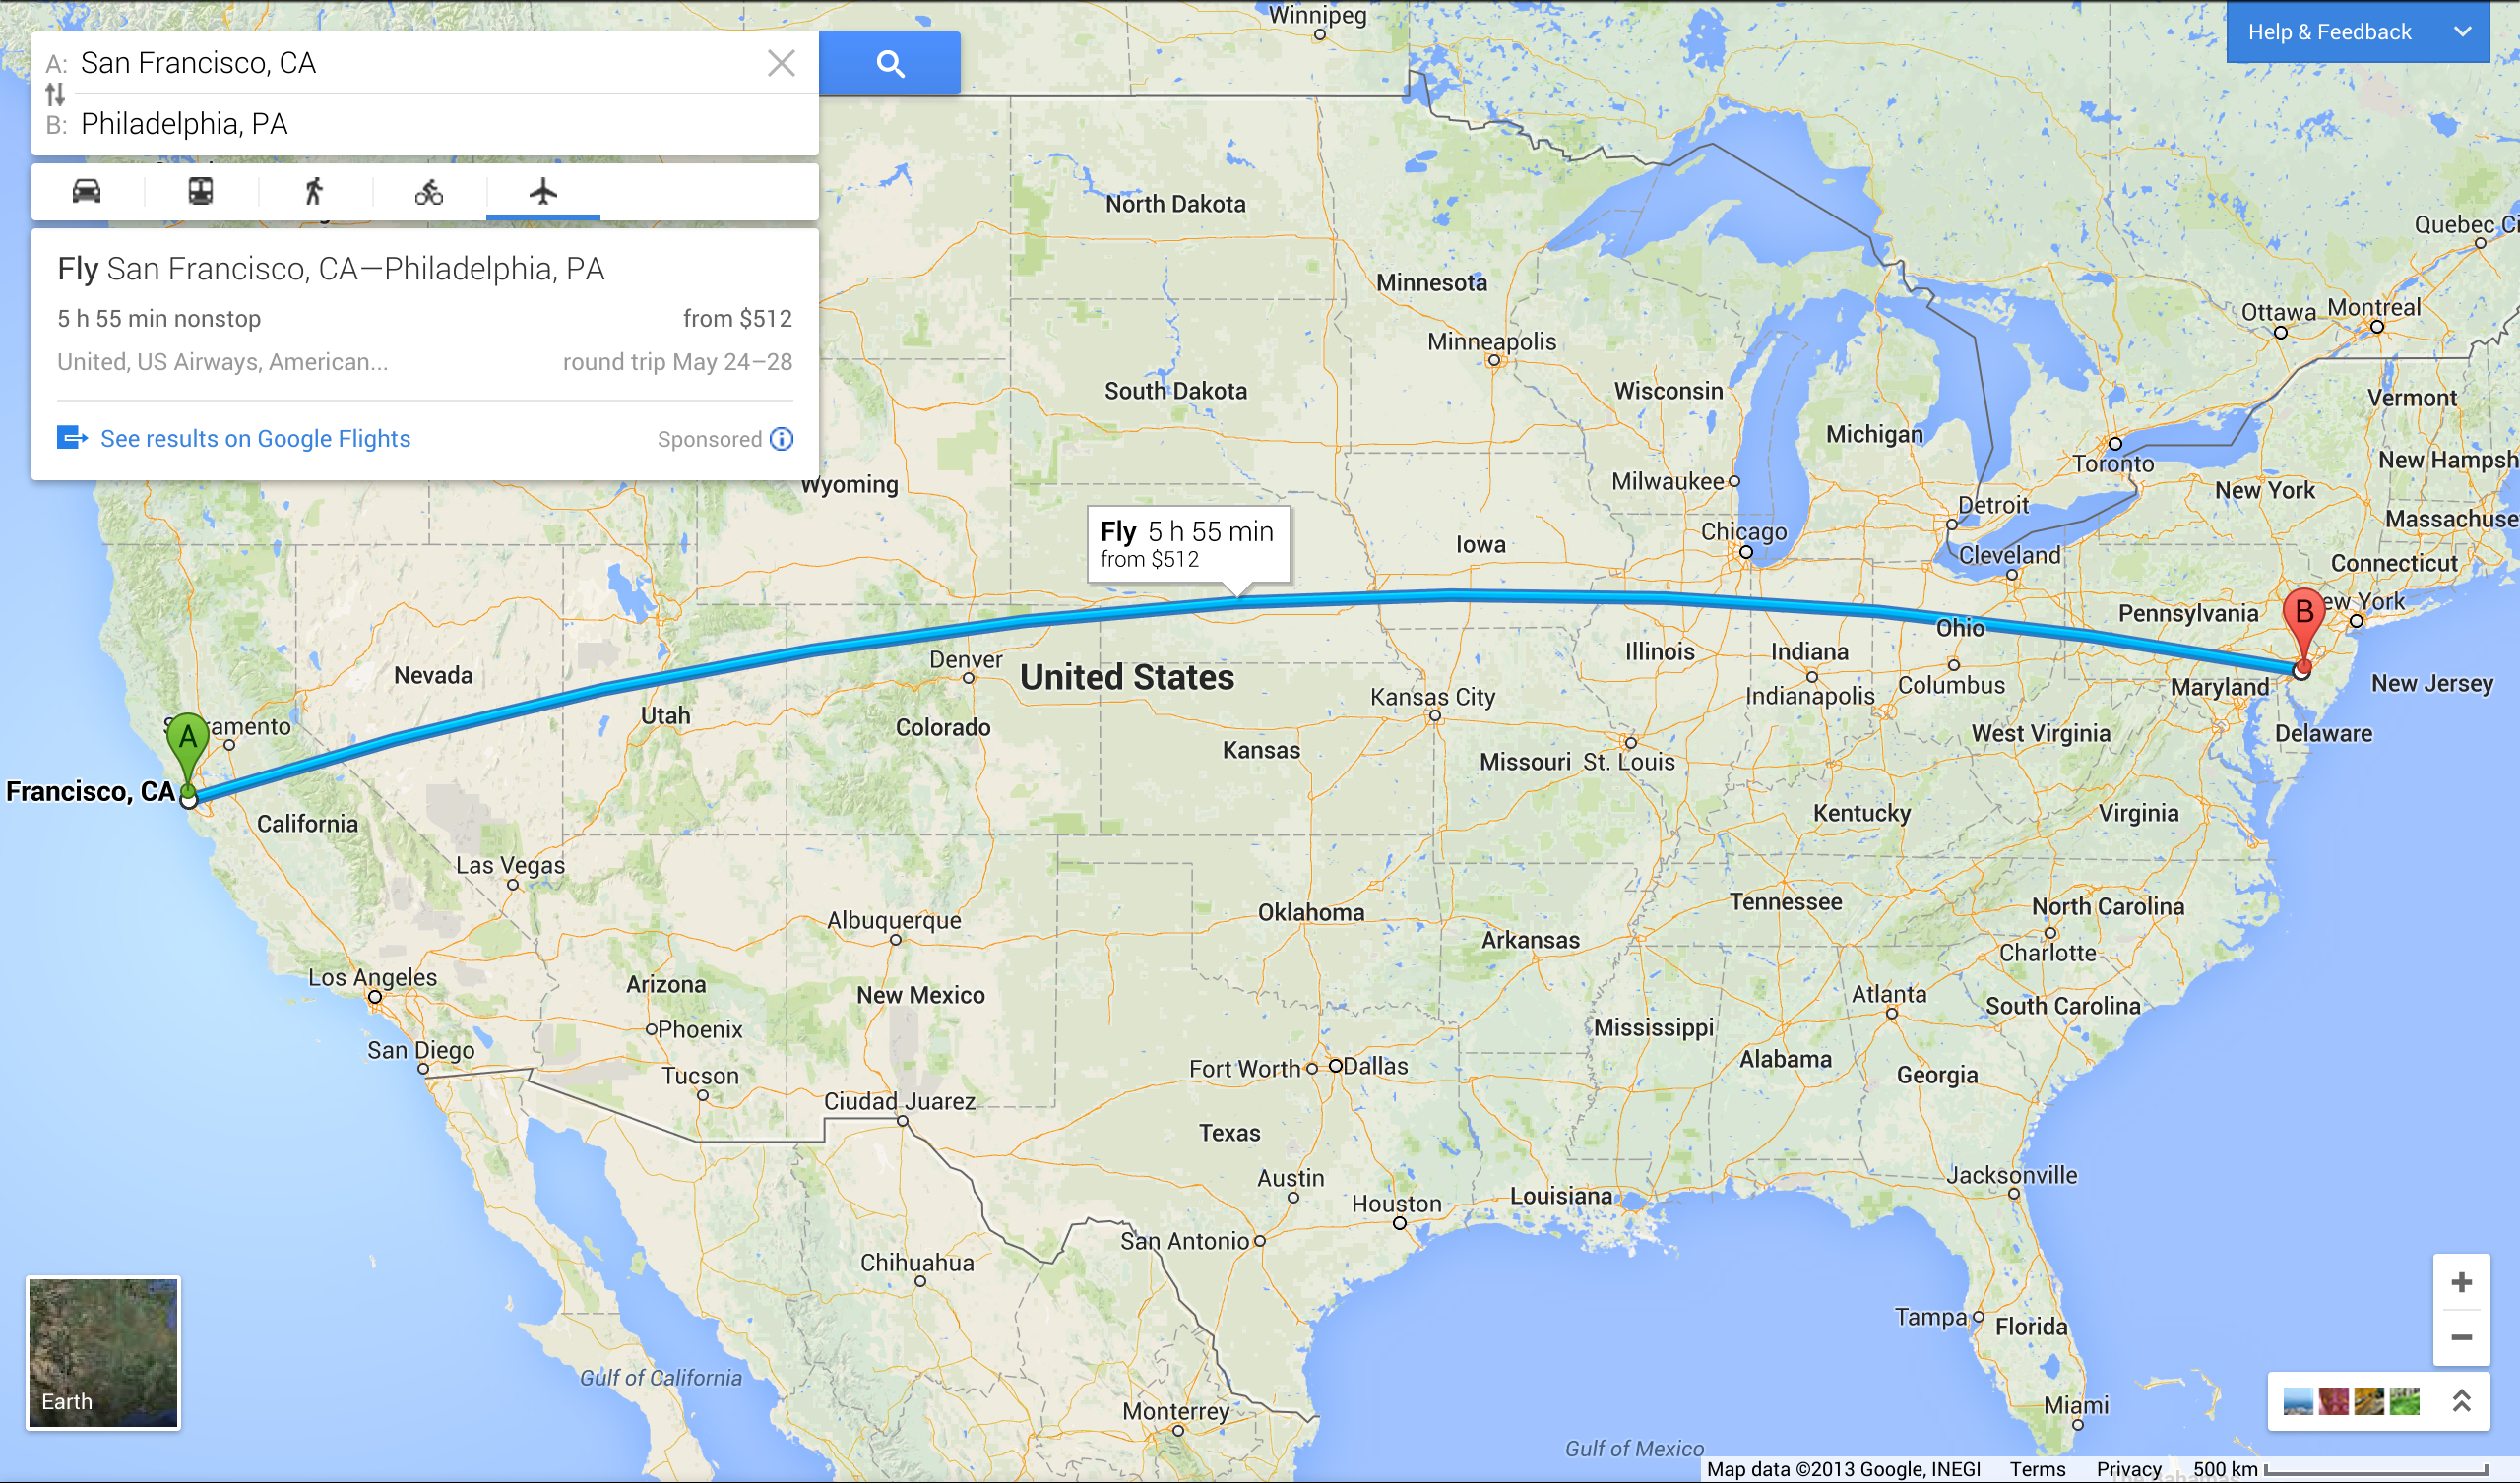 Winnipeg
Help & Feedback
A: San Francisco, CA
B: Philadelphia, PA
Fly San Francisco, CA—Philadelphia, PA
5 h 55 min nonstop from $512
United, US Airways, American... round trip May 24–28
See results on Google Flights Sponsored
North Dakota
Quebec Ci
Minnesota
Ottawa Montreal
Minneapolis
South Dakota
Wisconsin
Vermont
Michigan
Toronto
New Hampsh
Wyoming
Milwaukee
New York
Detroit
Massachuse
Fly 5 h 55 min
from $512
Chicago
Iowa
Cleveland
Connecticut
B
ew York
Pennsylvania
Ohio
Illinois
Indiana
Denver
United States
Nevada
New Jersey
Maryland
Columbus
Indianapolis
Kansas City
Utah
A
amento
Colorado
West Virginia
Delaware
Kansas
Missouri St. Louis
Francisco, CA
California
Kentucky
Virginia
Las Vegas
Tennessee
North Carolina
Oklahoma
Albuquerque
Arkansas
Charlotte
Los Angeles
Arizona
New Mexico
Atlanta
South Carolina
Phoenix
Mississippi
San Diego
Alabama
Fort Worth
Dallas
Tucson
Georgia
Ciudad Juarez
Texas
Austin
Jacksonville
Louisiana
Houston
San Antonio
Chihuahua
Tampa
Florida
Gulf of California
Earth
Miami
Monterrey
Gulf of Mexico
Map data ©2013 Google, INEGI Terms Privacy 500 km